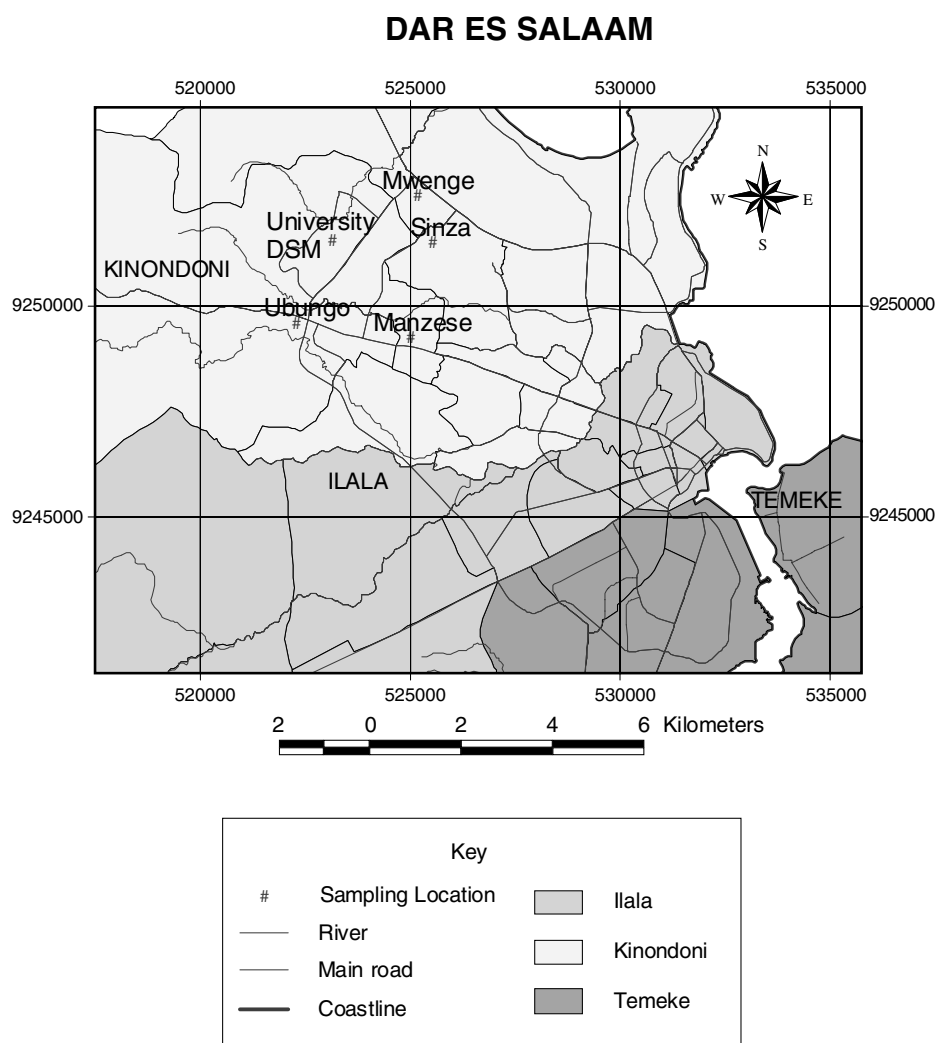 DAR ES SALAAM
520000 525000 530000 535000
N
W E
S
Mwenge
University Sinza
DSM
KINONDONI
9250000 9250000
Ubungo
Manzese
ILALA
TEMEKE
9245000 9245000
520000 525000 530000 535000
2 0 2 4 6 Kilometers
Key
# Sampling Location
River
Main road
Coastline
Ilala
Kinondoni
Temeke